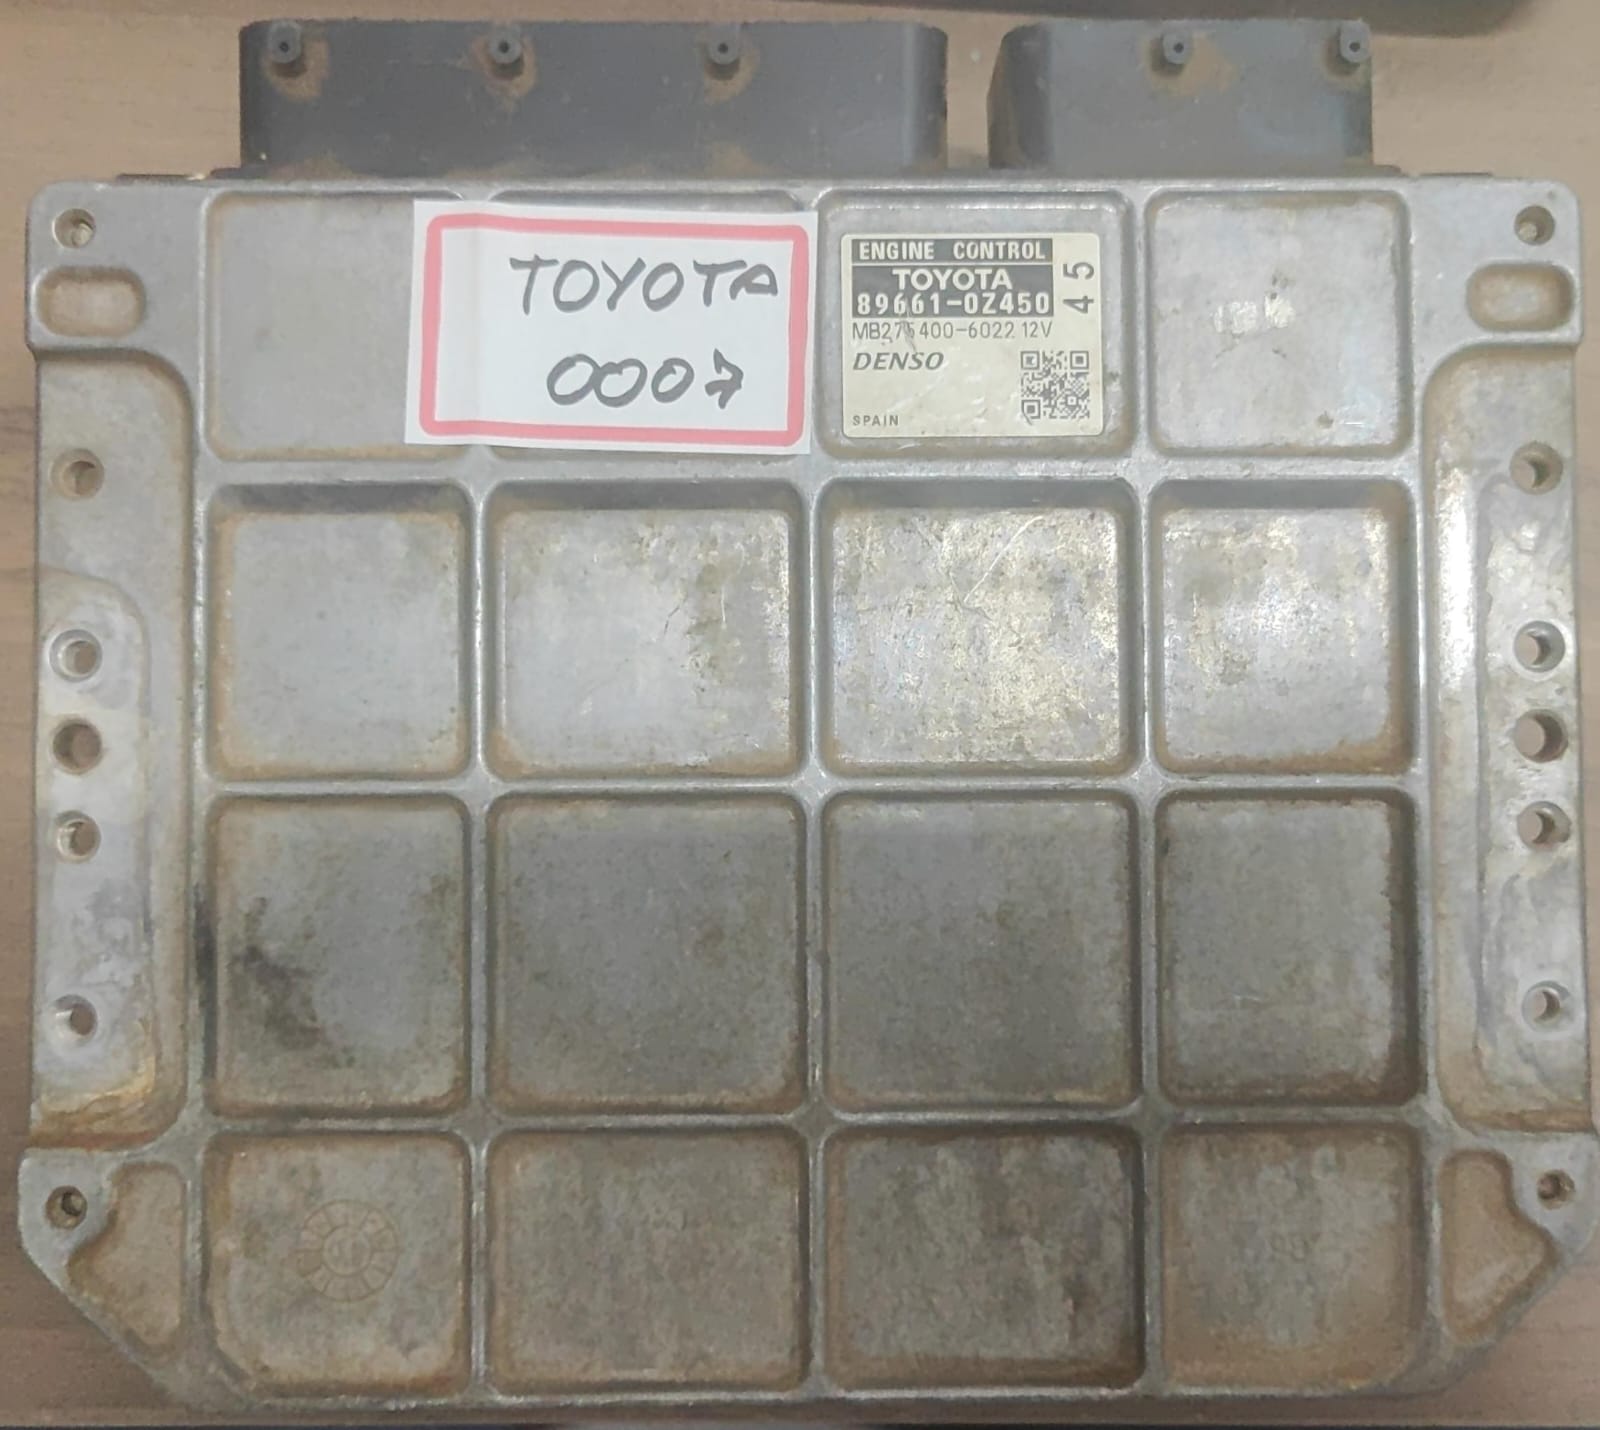 TOYOTA
0007
ENGINE CONTROL
TOYOTA
89661-0Z450
45
MB275400-6022 12V
DENSO
SPAIN